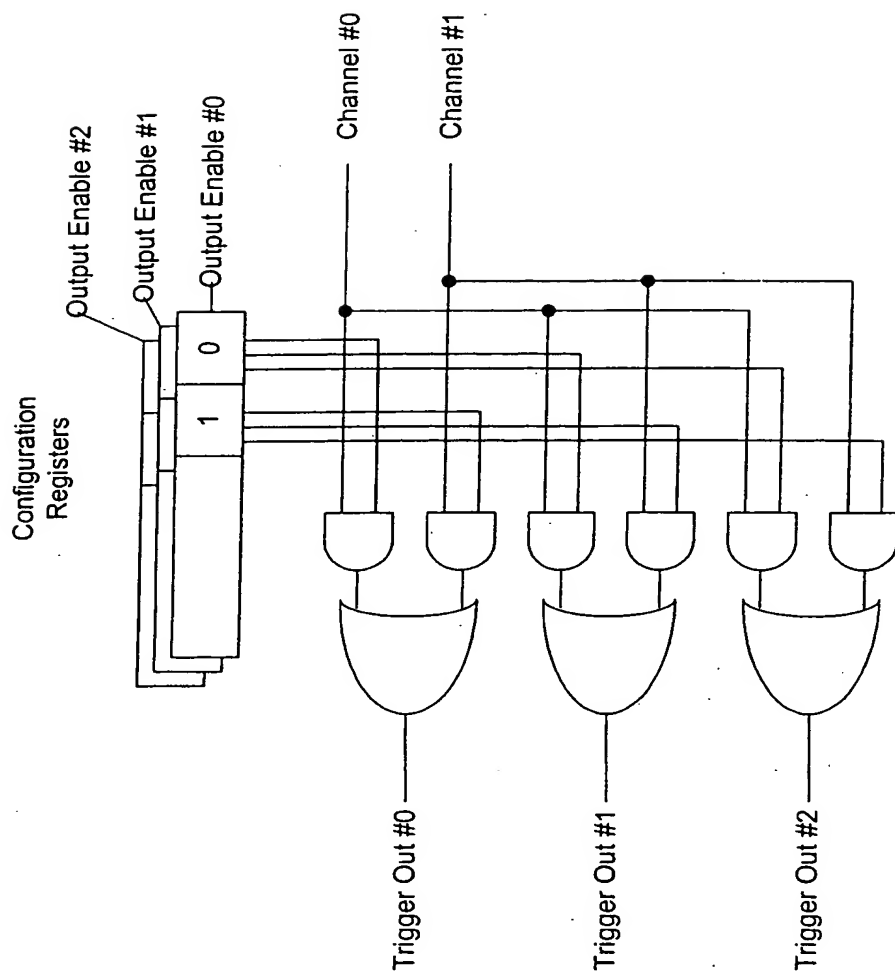 Configuration
Registers
Output Enable #2
Output Enable #1
Output Enable #0
0
1
Channel #0
Channel #1
Trigger Out #0
Trigger Out #1
Trigger Out #2